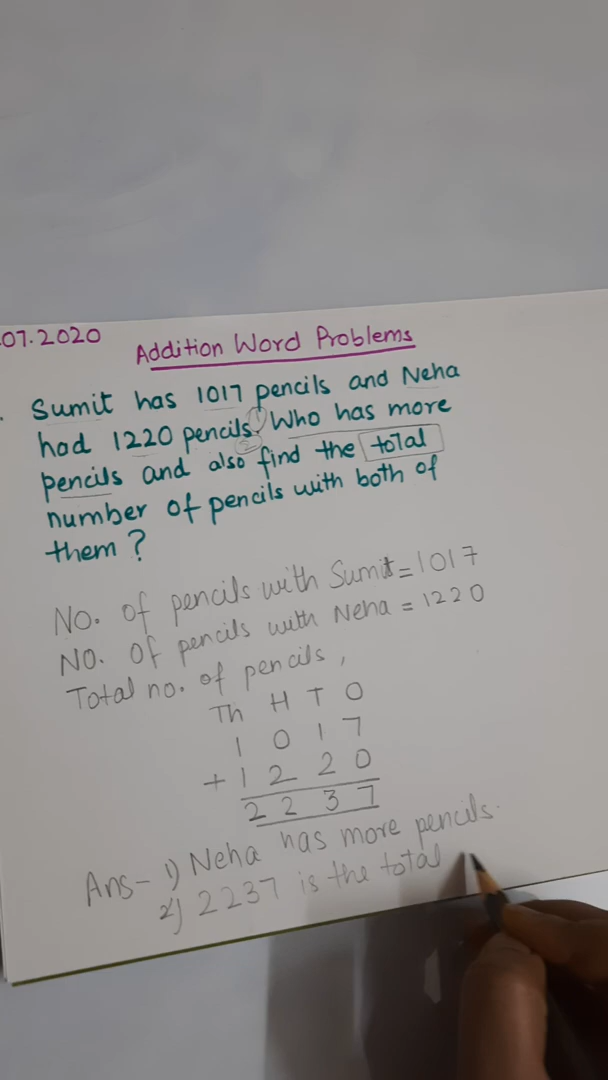 07.2020
Addition Word Problems
Sumit has 1017 pencils and Neha
had 1220 pencils. (1) Who has more
pencils and (2) also find the total
number of pencils with both of
them?
No. of pencils with Sumit = 1017
NO. of pencils with Neha = 1220
Total no. of pencils,
Th H T O
1 0 1 7
+ 1 2 2 0
2 2 3 7
Ans- 1) Neha has more pencils.
2) 2237 is the total